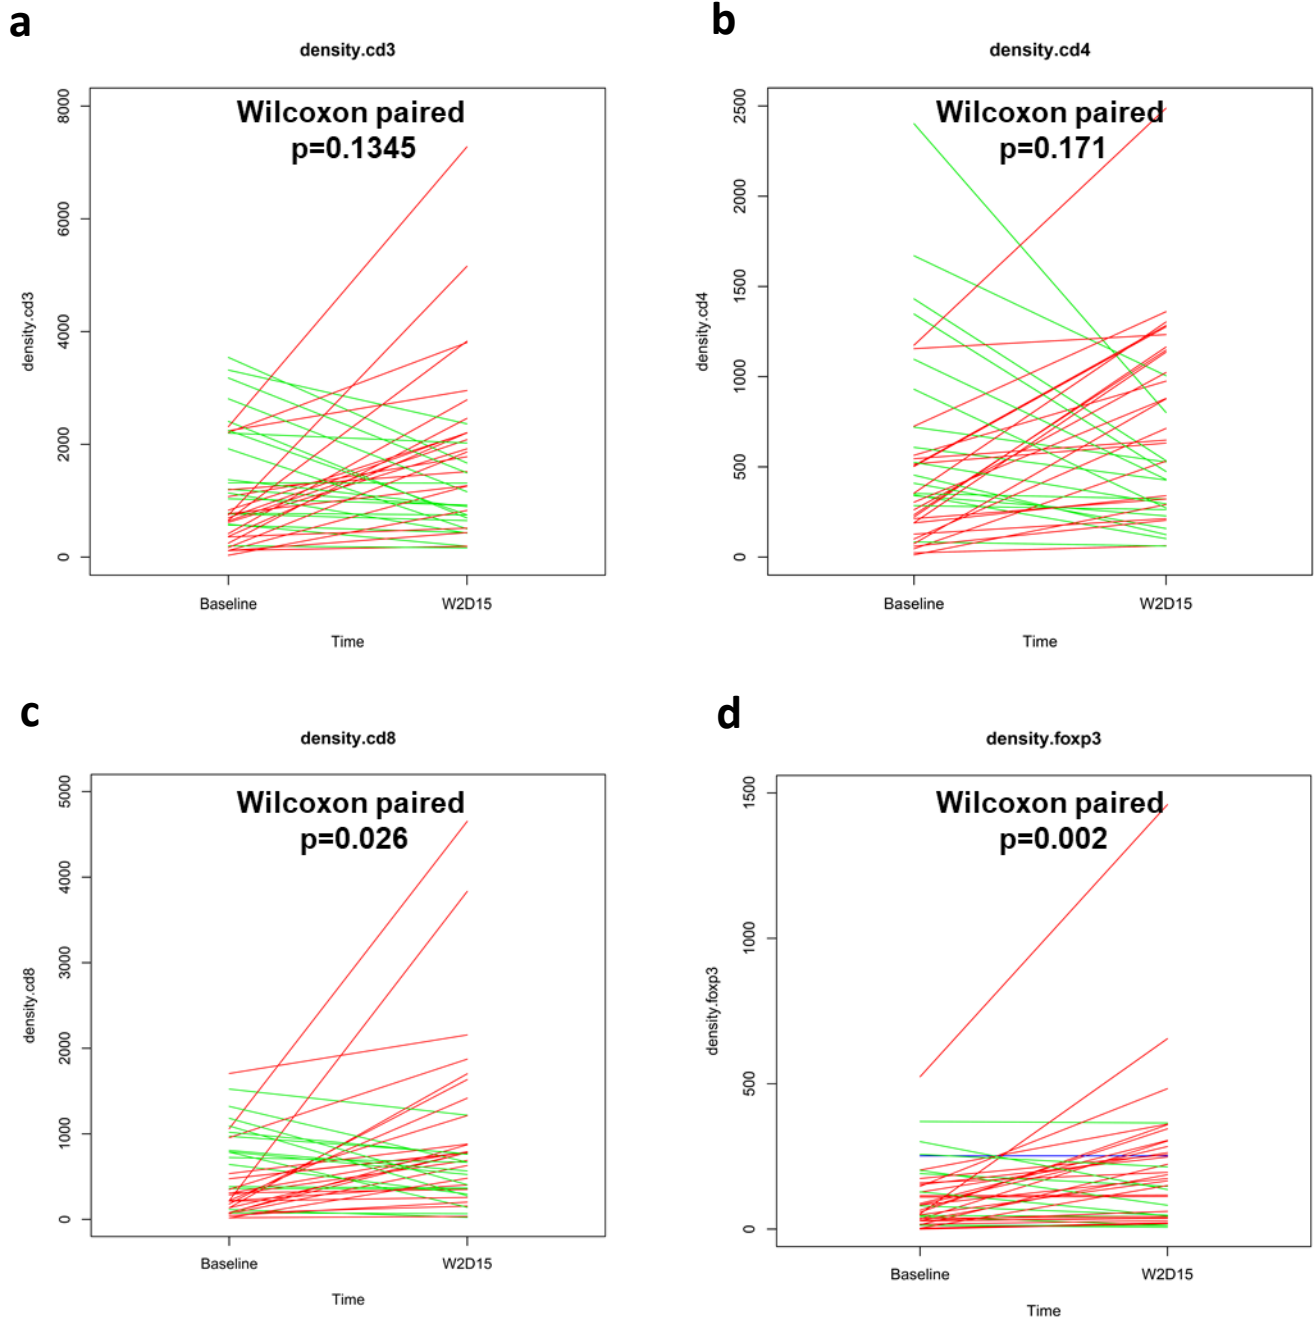 a
density.cd3
Wilcoxon paired
p=0.1345
density.cd3
8000
6000
4000
2000
0
Baseline
W2D15
Time
b
density.cd4
Wilcoxon paired
p=0.171
density.cd4
2500
2000
1500
1000
500
0
Baseline
W2D15
Time
c
density.cd8
Wilcoxon paired
p=0.026
density.cd8
5000
4000
3000
2000
1000
0
Baseline
W2D15
Time
d
density.foxp3
Wilcoxon paired
p=0.002
density.foxp3
1500
1000
500
0
Baseline
W2D15
Time